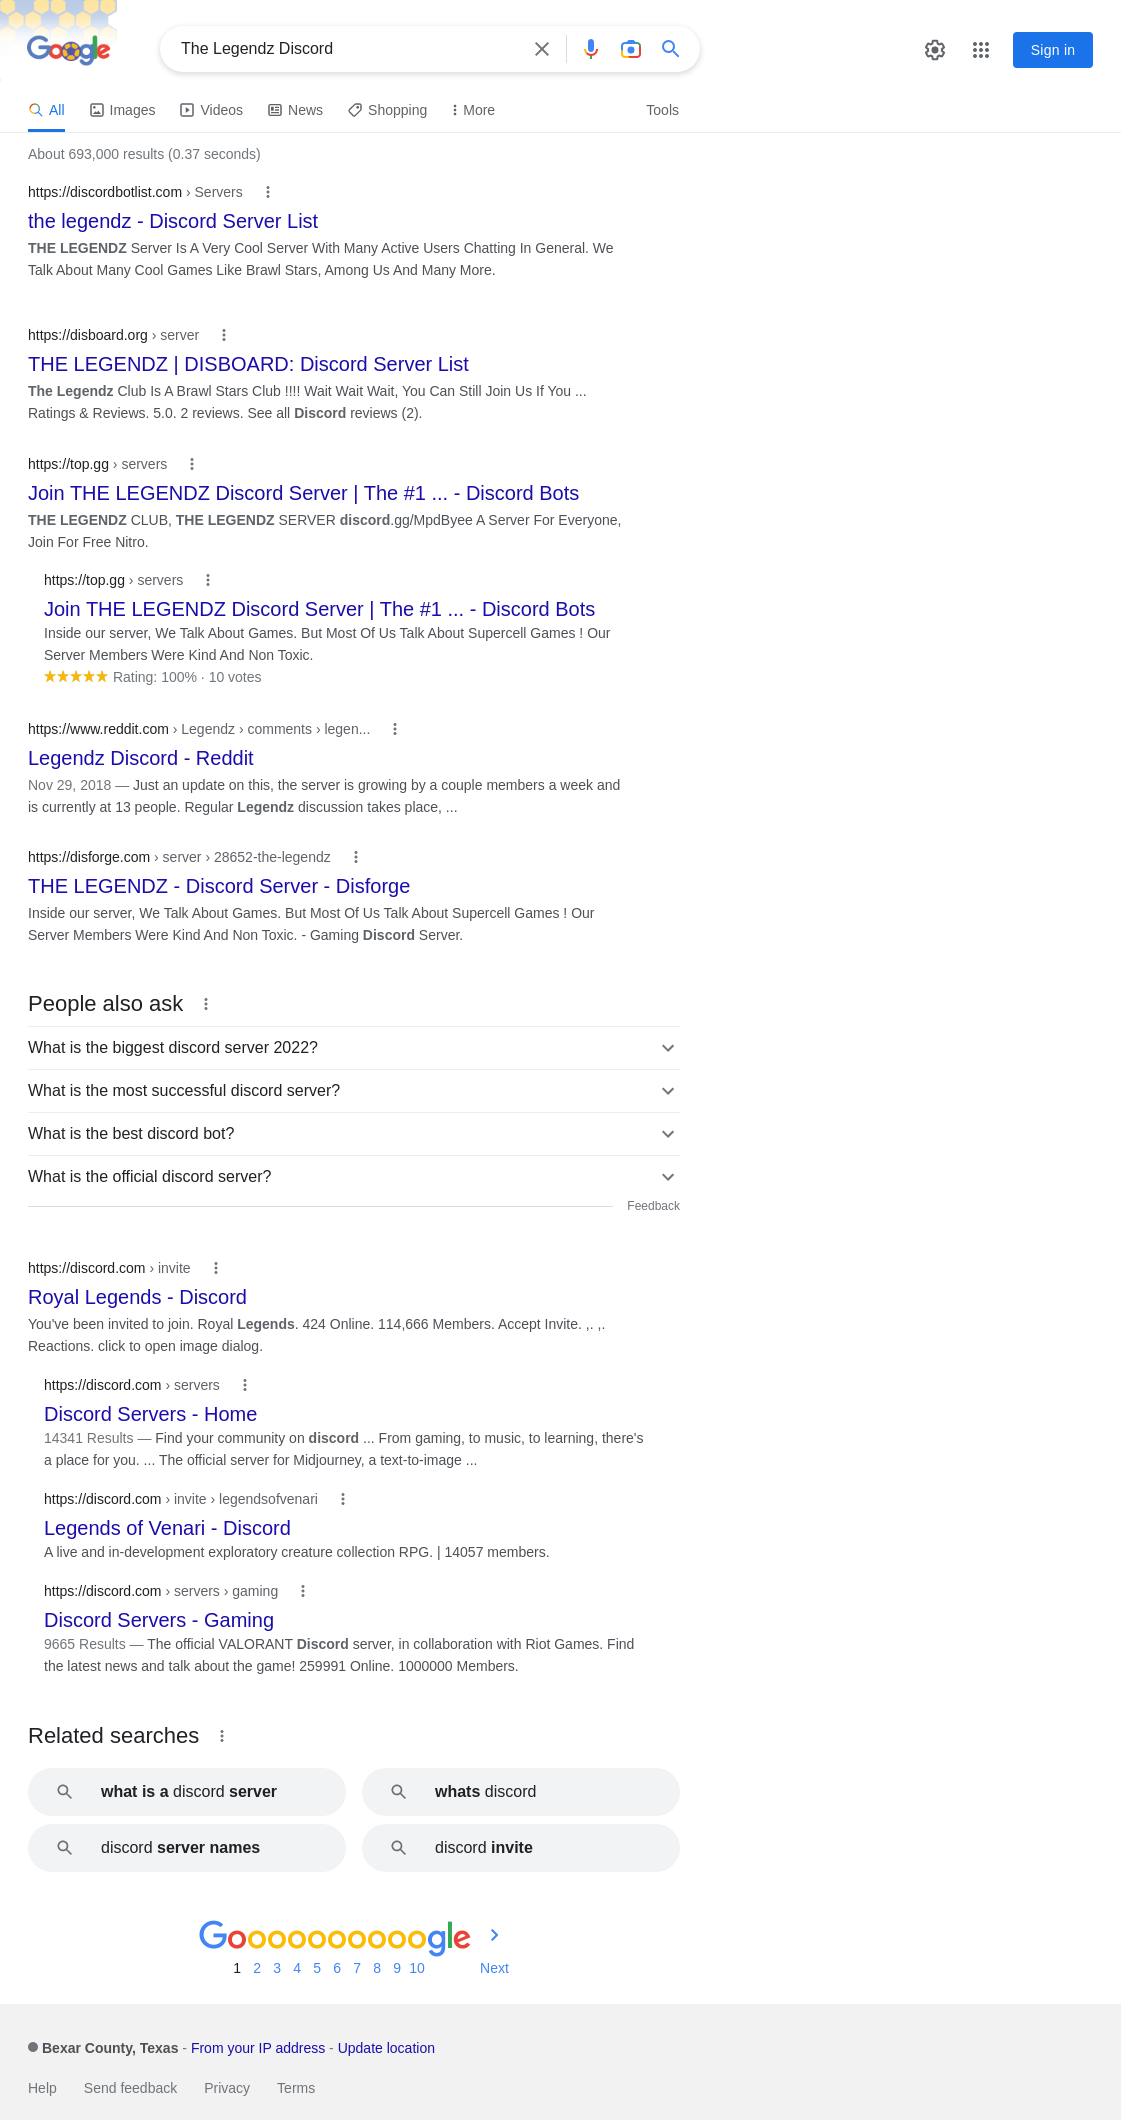 Google
The Legendz Discord
Sign in
All
Images
Videos
News
Shopping
More
Tools
About 693,000 results (0.37 seconds)
https://discordbotlist.com › Servers
the legendz - Discord Server List
THE LEGENDZ Server Is A Very Cool Server With Many Active Users Chatting In General. We
Talk About Many Cool Games Like Brawl Stars, Among Us And Many More.
https://disboard.org › server
THE LEGENDZ | DISBOARD: Discord Server List
The Legendz Club Is A Brawl Stars Club !!!! Wait Wait Wait, You Can Still Join Us If You ...
Ratings & Reviews. 5.0. 2 reviews. See all Discord reviews (2).
https://top.gg › servers
Join THE LEGENDZ Discord Server | The #1 ... - Discord Bots
THE LEGENDZ CLUB, THE LEGENDZ SERVER discord.gg/MpdByee A Server For Everyone,
Join For Free Nitro.
https://top.gg › servers
Join THE LEGENDZ Discord Server | The #1 ... - Discord Bots
Inside our server, We Talk About Games. But Most Of Us Talk About Supercell Games ! Our
Server Members Were Kind And Non Toxic.
Rating: 100% · 10 votes
https://www.reddit.com › Legendz › comments › legen...
Legendz Discord - Reddit
Nov 29, 2018 — Just an update on this, the server is growing by a couple members a week and
is currently at 13 people. Regular Legendz discussion takes place, ...
https://disforge.com › server › 28652-the-legendz
THE LEGENDZ - Discord Server - Disforge
Inside our server, We Talk About Games. But Most Of Us Talk About Supercell Games ! Our
Server Members Were Kind And Non Toxic. - Gaming Discord Server.
People also ask
What is the biggest discord server 2022?
What is the most successful discord server?
What is the best discord bot?
What is the official discord server?
Feedback
https://discord.com › invite
Royal Legends - Discord
You've been invited to join. Royal Legends. 424 Online. 114,666 Members. Accept Invite. ,. ,.
Reactions. click to open image dialog.
https://discord.com › servers
Discord Servers - Home
14341 Results — Find your community on discord ... From gaming, to music, to learning, there's
a place for you. ... The official server for Midjourney, a text-to-image ...
https://discord.com › invite › legendsofvenari
Legends of Venari - Discord
A live and in-development exploratory creature collection RPG. | 14057 members.
https://discord.com › servers › gaming
Discord Servers - Gaming
9665 Results — The official VALORANT Discord server, in collaboration with Riot Games. Find
the latest news and talk about the game! 259991 Online. 1000000 Members.
Related searches
what is a discord server
whats discord
discord server names
discord invite
Goooooooooogle
1 2 3 4 5 6 7 8 9 10 Next
Bexar County, Texas - From your IP address - Update location
Help Send feedback Privacy Terms